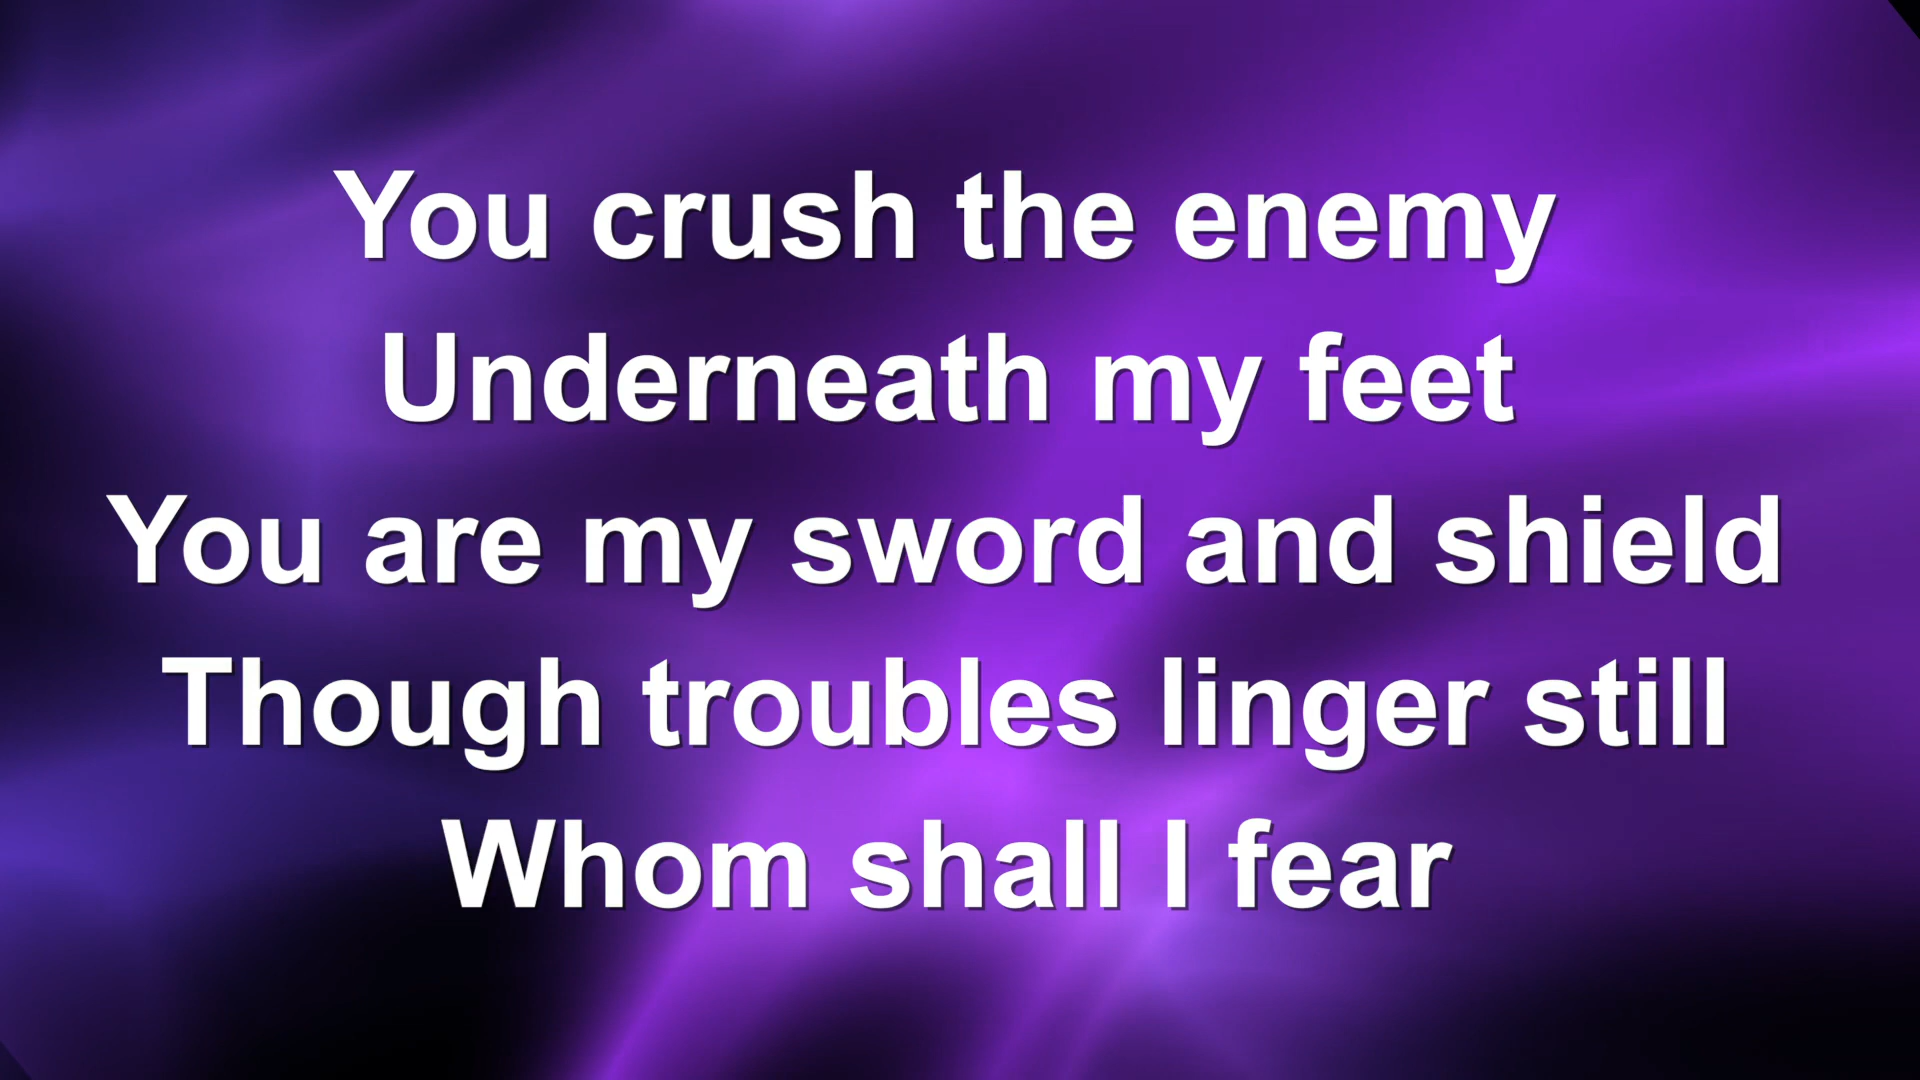 You crush the enemy
Underneath my feet
You are my sword and shield
Though troubles linger still
Whom shall I fear